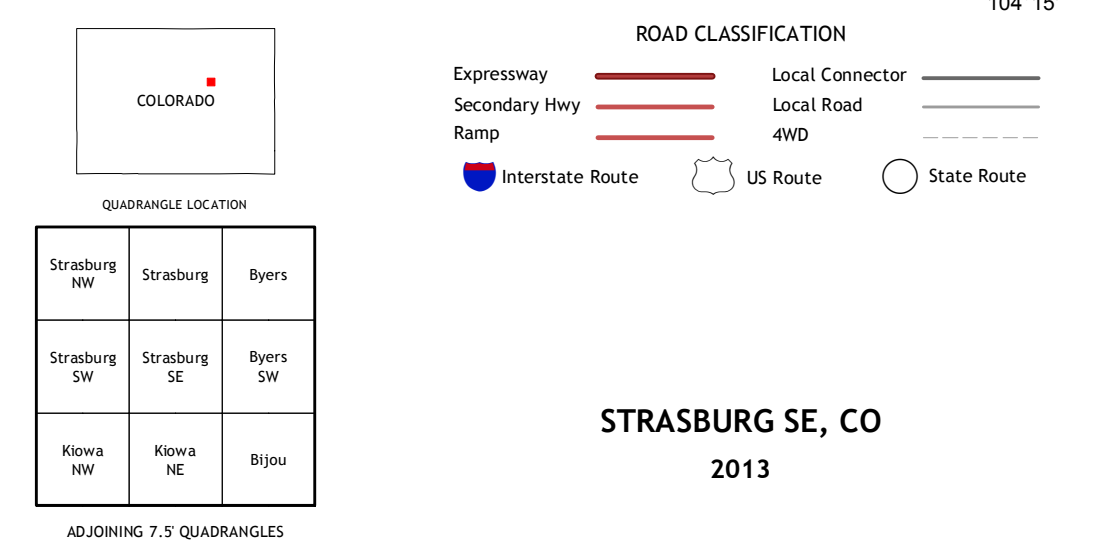 104 15
ROAD CLASSIFICATION
Expressway
Local Connector
Secondary Hwy
Local Road
Ramp
4WD
Interstate Route
US Route
State Route
COLORADO
QUADRANGLE LOCATION
Strasburg
NW
Strasburg
Byers
Strasburg
SW
Strasburg
SE
Byers
SW
Kiowa
NW
Kiowa
NE
Bijou
ADJOINING 7.5' QUADRANGLES
STRASBURG SE, CO
2013